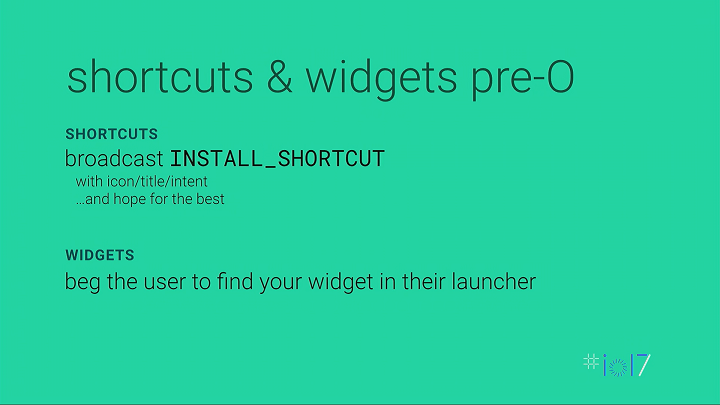 shortcuts & widgets pre-O
SHORTCUTS
broadcast INSTALL_SHORTCUT
with icon/title/intent
...and hope for the best
WIDGETS
beg the user to find your widget in their launcher
#io17